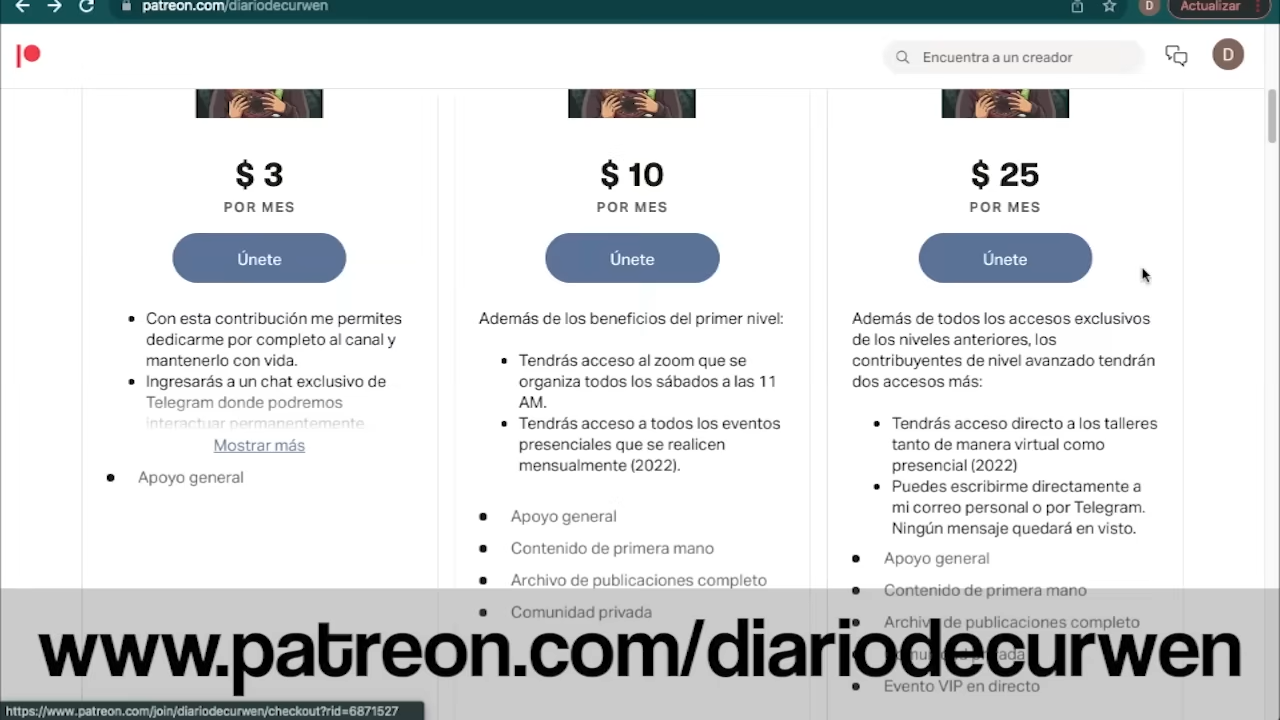 patreon.com/diariodecurwen
D
Actualizar
Encuentra a un creador
D
$ 3
POR MES
Únete
Con esta contribución me permites
dedicarme por completo al canal y
mantenerlo con vida.
Ingresarás a un chat exclusivo de
Telegram donde podremos
interactuar permanentemente
Mostrar más
Apoyo general
$ 10
POR MES
Únete
Además de los beneficios del primer nivel:
Tendrás acceso al zoom que se
organiza todos los sábados a las 11
AM.
Tendrás acceso a todos los eventos
presenciales que se realicen
mensualmente (2022).
Apoyo general
Contenido de primera mano
Archivo de publicaciones completo
Comunidad privada
$ 25
POR MES
Únete
Además de todos los accesos exclusivos
de los niveles anteriores, los
contribuyentes de nivel avanzado tendrán
dos accesos más:
Tendrás acceso directo a los talleres
tanto de manera virtual como
presencial (2022)
Puedes escribirme directamente a
mi correo personal o por Telegram.
Ningún mensaje quedará en visto.
Apoyo general
Contenido de primera mano
Archivo de publicaciones completo
Comunidad privada
Evento VIP en directo
www.patreon.com/diariodecurwen
https://www.patreon.com/join/diariodecurwen/checkout?rid=6871527